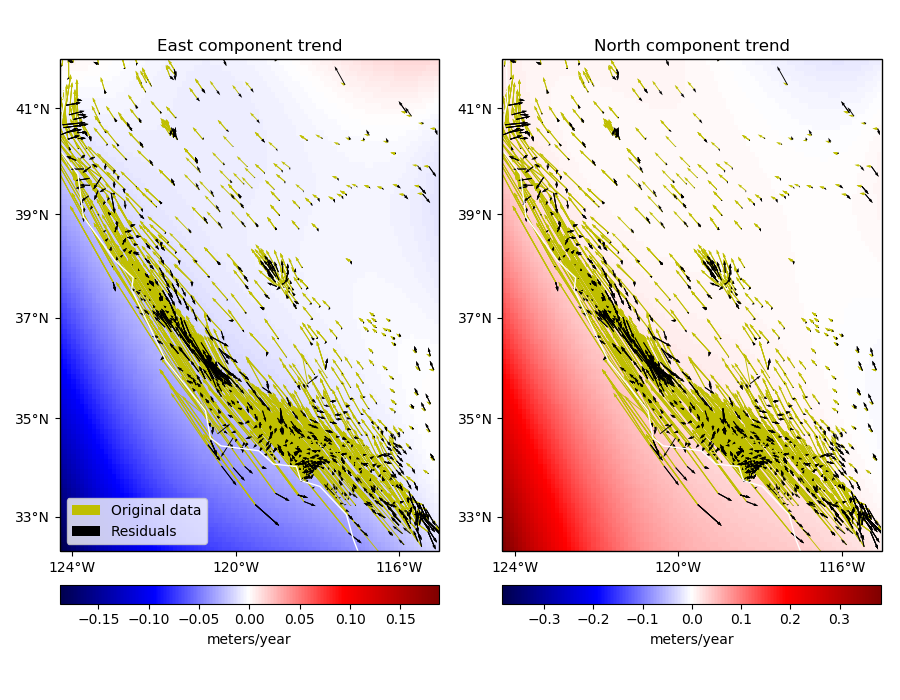 East component trend
North component trend
41°N
39°N
37°N
35°N
33°N
41°N
39°N
37°N
35°N
33°N
Original data
Residuals
124°W 120°W 116°W
124°W 120°W 116°W
−0.15 −0.10 −0.05 0.00 0.05 0.10 0.15
−0.3 −0.2 −0.1 0.0 0.1 0.2 0.3
meters/year
meters/year